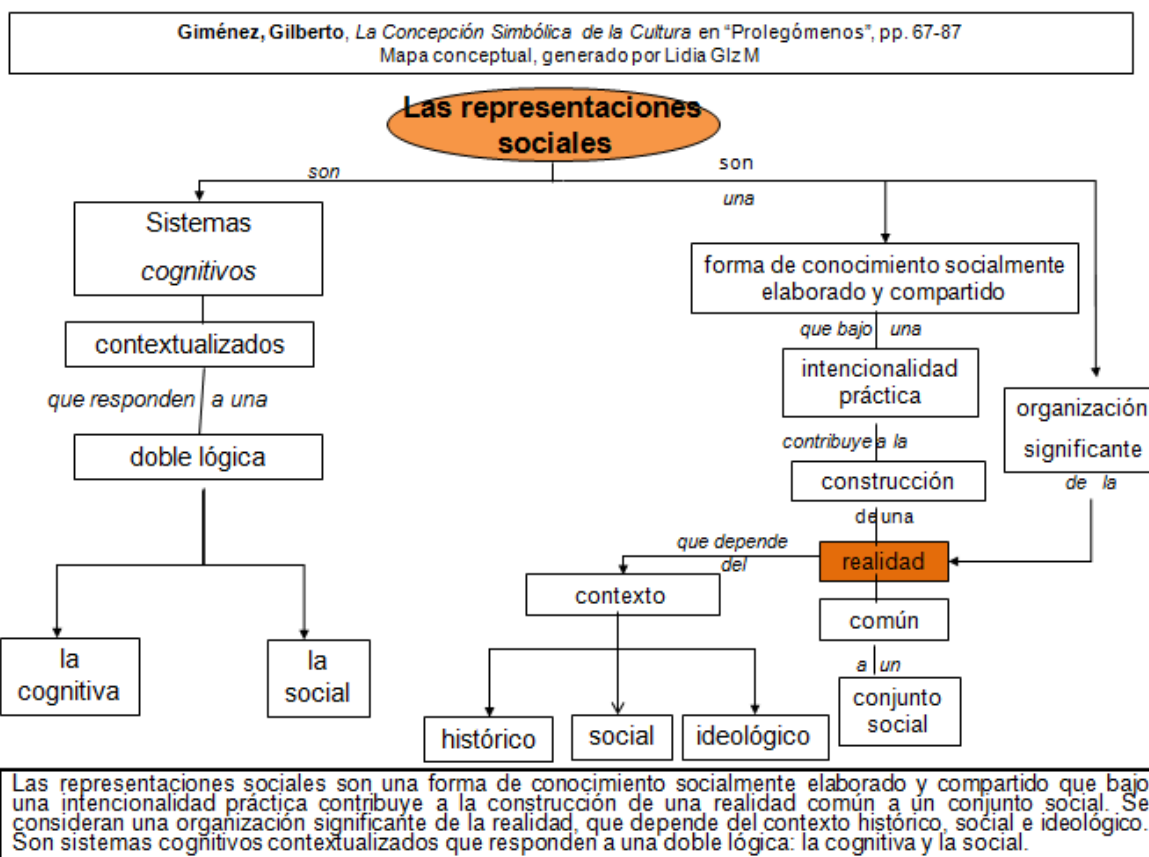 Giménez, Gilberto, La Concepción Simbólica de la Cultura en "Prolegómenos", pp. 67-87
Mapa conceptual, generado por Lidia Glz M
Las representaciones
sociales
son
son
una
Sistemas
cognitivos
forma de conocimiento socialmente
elaborado y compartido
contextualizados
que bajo una
que responden a una
intencionalidad
práctica
organización
significante
doble lógica
contribuye a la
construcción
de la
de una
que depende
del
realidad
contexto
común
la
cognitiva
la
social
a un
conjunto
social
histórico
social
ideológico
Las representaciones sociales son una forma de conocimiento socialmente elaborado y compartido que bajo
una intencionalidad práctica contribuye a la construcción de una realidad común a un conjunto social. Se
consideran una organización significante de la realidad, que depende del contexto histórico, social e ideológico.
Son sistemas cognitivos contextualizados que responden a una doble lógica: la cognitiva y la social.